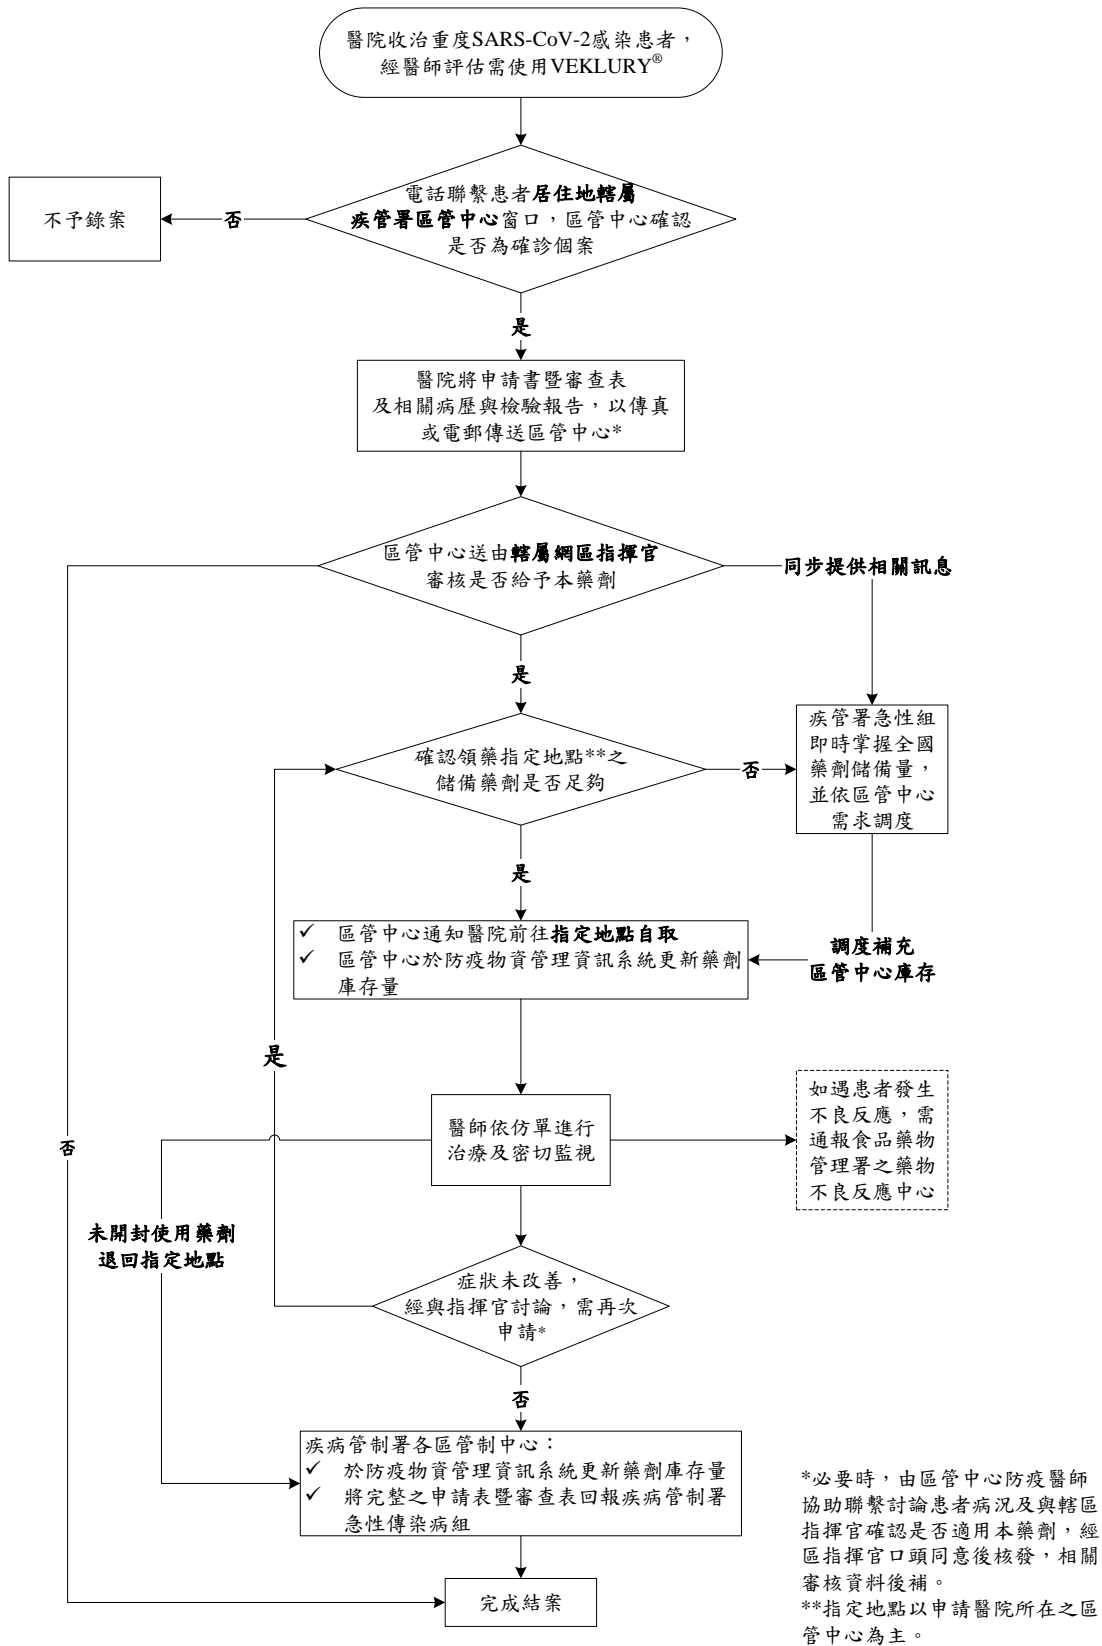 醫院收治重度SARS-CoV-2感染患者，
經醫師評估需使用VEKLURY®
電話聯繫患者居住地轄屬
疾管署區管中心窗口，區管中心確認
是否為確診個案
否
不予錄案
是
醫院將申請書暨審查表
及相關病歷與檢驗報告，以傳真
或電郵傳送區管中心*
區管中心送由轄屬網區指揮官
審核是否給予本藥劑
同步提供相關訊息
是
疾管署急性組
即時掌握全國
藥劑儲備量，
並依區管中心
需求調度
確認領藥指定地點**之
儲備藥劑是否足夠
否
是
✓ 區管中心通知醫院前往指定地點自取
✓ 區管中心於防疫物資管理資訊系統更新藥劑
庫存量
調度補充
區管中心庫存
是
如遇患者發生
不良反應，需
通報食品藥物
管理署之藥物
不良反應中心
醫師依仿單進行
治療及密切監視
否
未開封使用藥劑
退回指定地點
症狀未改善，
經與指揮官討論，需再次
申請*
否
疾病管制署各區管制中心：
✓ 於防疫物資管理資訊系統更新藥劑庫存量
✓ 將完整之申請表暨審查表回報疾病管制署
急性傳染病組
完成結案
*必要時，由區管中心防疫醫師
協助聯繫討論患者病況及與轄區
指揮官確認是否適用本藥劑，經
區指揮官口頭同意後核發，相關
審核資料後補。
**指定地點以申請醫院所在之區
管中心為主。